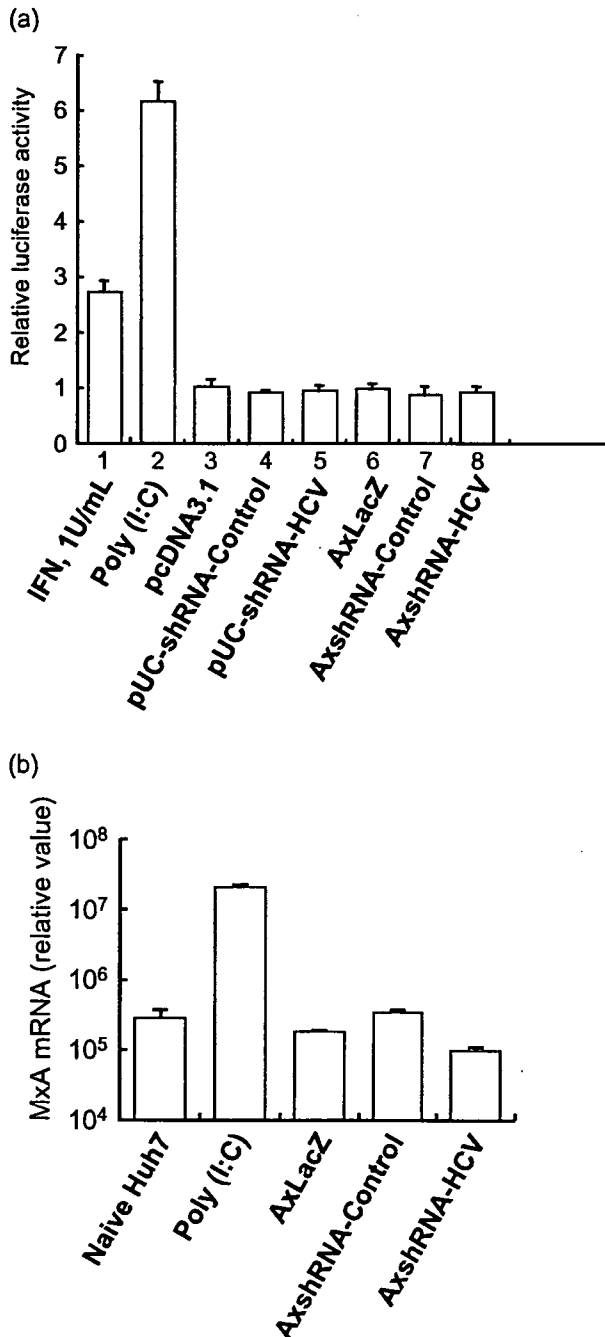 (a)
Relative luciferase activity
7
6
5
4
3
2
1
0
1 2 3 4 5 6 7 8
IFN, 1U/mL
Poly (I:C)
pcDNA3.1
pUC-shRNA-Control
pUC-shRNA-HCV
AxLacZ
AxshRNA-Control
AxshRNA-HCV
(b)
MxA mRNA (relative value)
10⁸
10⁷
10⁶
10⁵
10⁴
Naive Huh7
Poly (I:C)
AxLacZ
AxshRNA-Control
AxshRNA-HCV